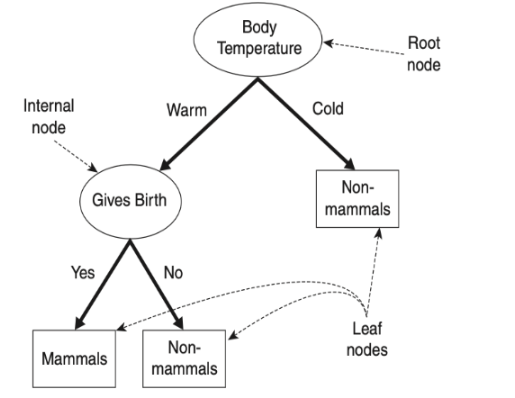 Body
Temperature
Root
node
Internal
node
Warm
Cold
Gives Birth
Non-
mammals
Yes
No
Leaf
nodes
Mammals
Non-
mammals